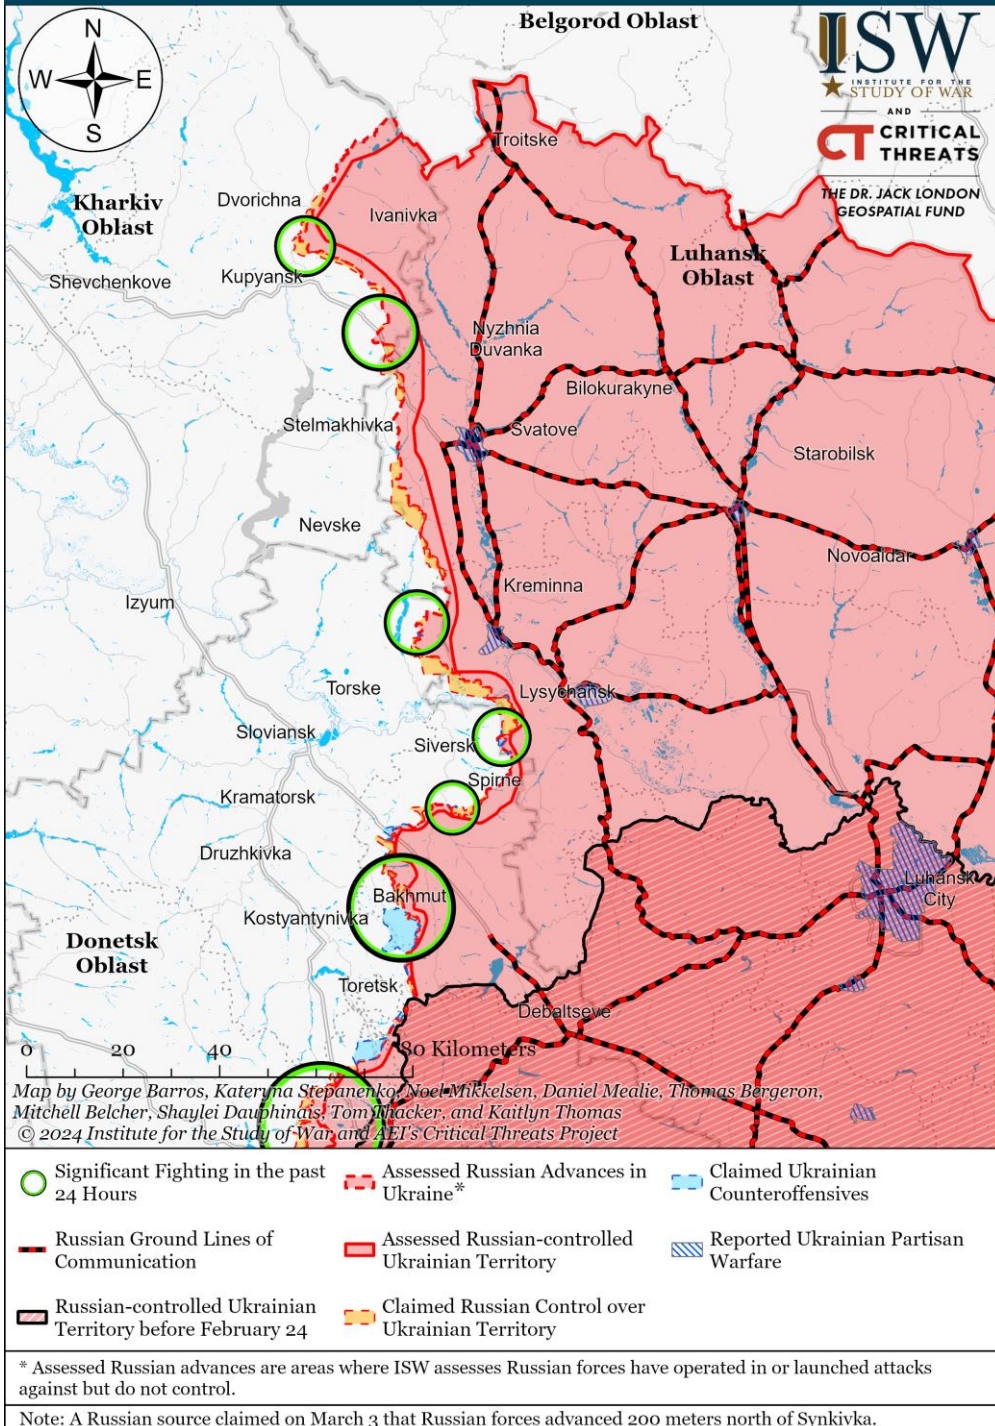 Belgorod Oblast
N
W E
S
ISW
INSTITUTE FOR THE
STUDY OF WAR
AND
CT CRITICAL
THREATS
THE DR. JACK LONDON
GEOSPATIAL FUND
Troitske
Kharkiv
Oblast
Dvorichna
Ivanivka
Shevchenkove
Kupyansk
Luhansk
Oblast
Nyzhnia
Duvanka
Bilokurakyne
Stelmakhivka
Svatove
Starobilsk
Nevske
Novoaidar
Izyum
Kreminna
Torske
Lysychansk
Sloviansk
Siversk
Spirne
Kramatorsk
Druzhkivka
Bakhmut
Luhansk
City
Kostyantynivka
Donetsk
Oblast
Toretsk
Debaltseve
0 20 40 80 Kilometers
Map by George Barros, Kateryna Stepanenko, Noel Mikkelsen, Daniel Mealie, Thomas Bergeron,
Mitchell Belcher, Shaylei Dauphinais, Tom Thacker, and Kaitlyn Thomas
© 2024 Institute for the Study of War and AEI's Critical Threats Project
Significant Fighting in the past
24 Hours
Assessed Russian Advances in
Ukraine*
Claimed Ukrainian
Counteroffensives
Russian Ground Lines of
Communication
Assessed Russian-controlled
Ukrainian Territory
Reported Ukrainian Partisan
Warfare
Russian-controlled Ukrainian
Territory before February 24
Claimed Russian Control over
Ukrainian Territory
* Assessed Russian advances are areas where ISW assesses Russian forces have operated in or launched attacks
against but do not control.
Note: A Russian source claimed on March 3 that Russian forces advanced 200 meters north of Synkivka.